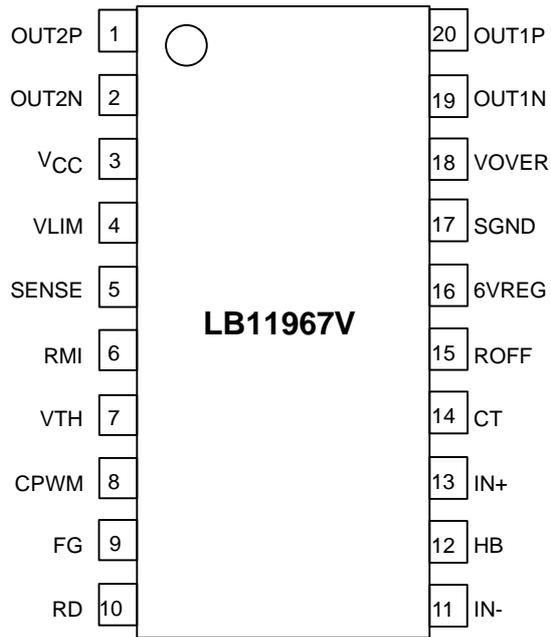 OUT2P 1 20 OUT1P
OUT2N 2 19 OUT1N
VCC 3 18 VOVER
VLIM 4 17 SGND
SENSE 5 16 6VREG
LB11967V
RMI 6 15 ROFF
VTH 7 14 CT
CPWM 8 13 IN+
FG 9 12 HB
RD 10 11 IN-